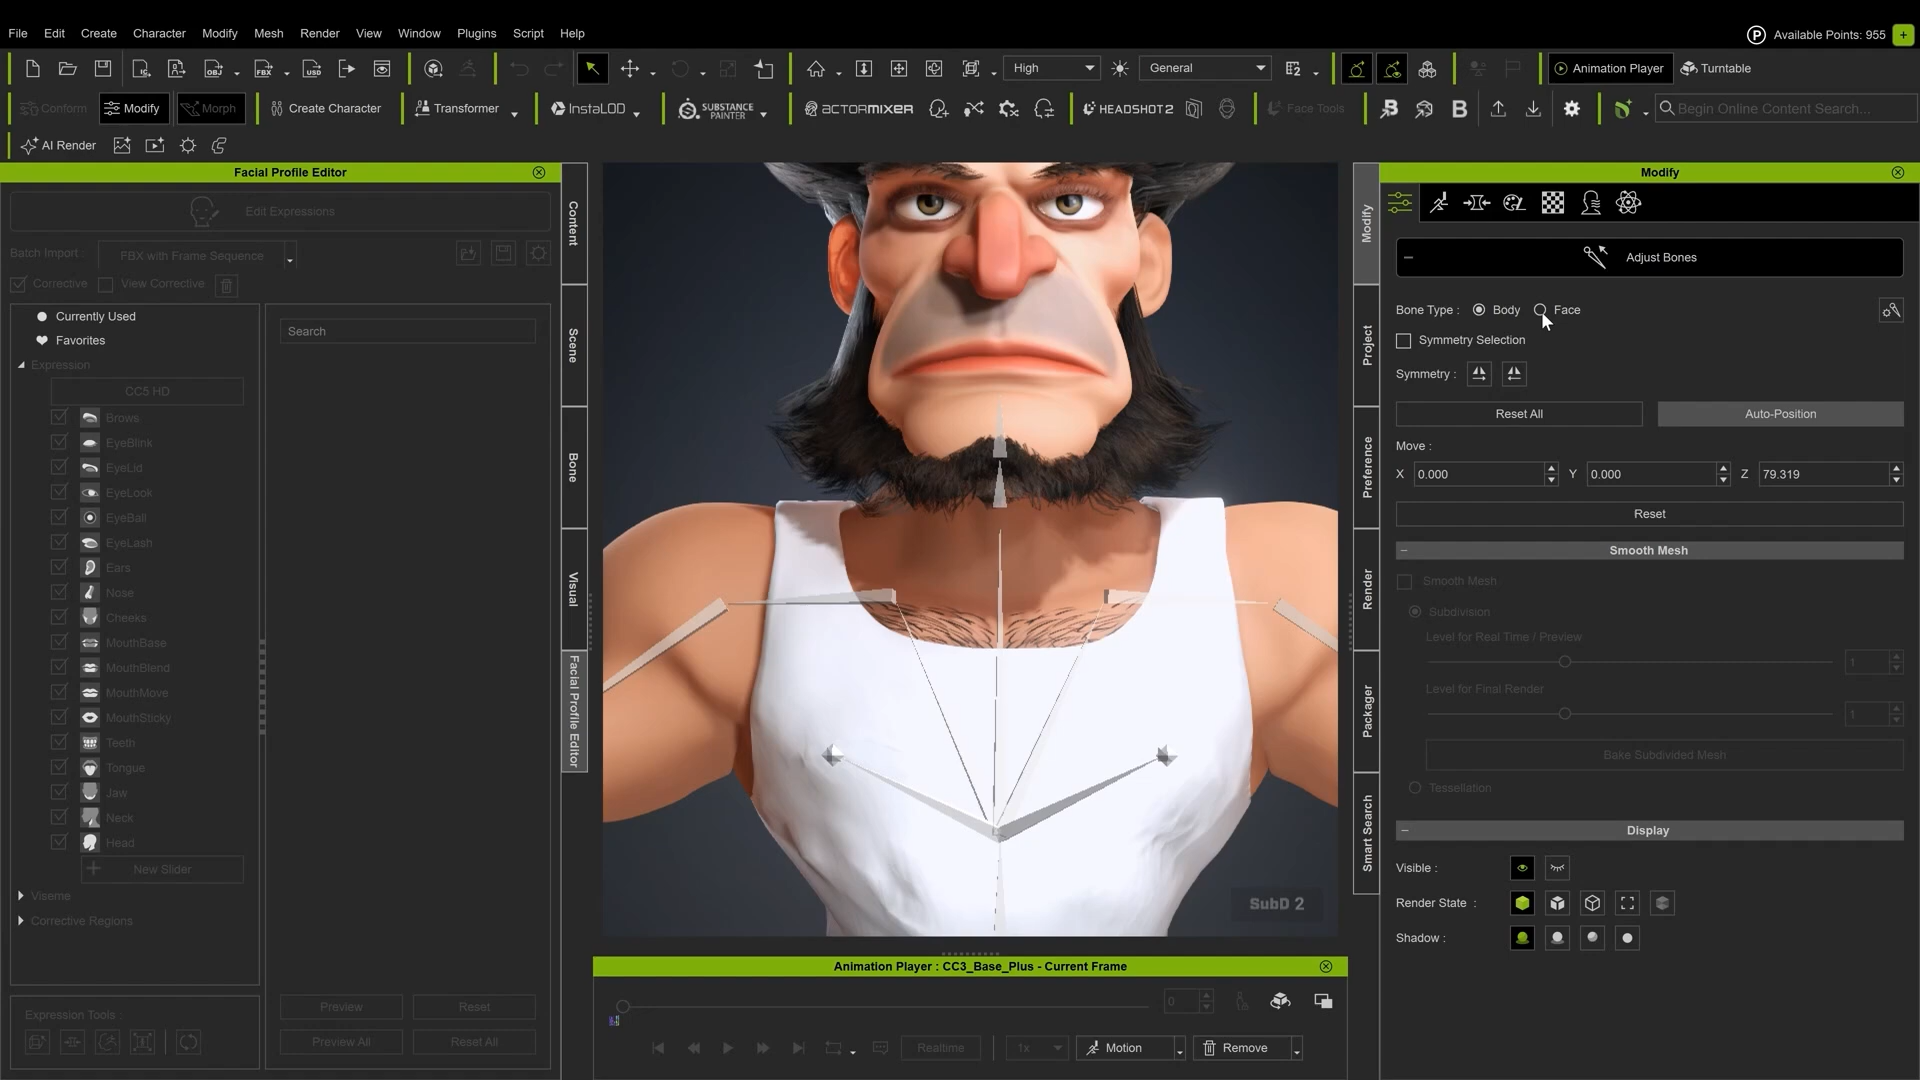 File Edit Create Character Modify Mesh Render View Window Plugins Script Help
Available Points: 955
High
General
Animation Player
Turntable
Conform
Modify
Morph
Create Character
Transformer
InstaLOD
SUBSTANCE PAINTER
ACTORMIXER
HEADSHOT 2
Face Tools
Begin Online Content Search...
AI Render
Facial Profile Editor
Edit Expressions
Batch Import :
FBX with Frame Sequence
Corrective
View Corrective
Currently Used
Favorites
Search
Expression
CC5 HD
Brows
EyeBlink
EyeLid
EyeLook
EyeBall
EyeLash
Ears
Nose
Cheeks
MouthBase
MouthBlend
MouthMove
MouthSticky
Teeth
Tongue
Jaw
Neck
Head
New Slider
Viseme
Corrective Regions
Expression Tools :
Preview
Reset
Preview All
Reset All
Content
Scene
Bone
Visual
Facial Profile Editor
SubD 2
Animation Player : CC3_Base_Plus - Current Frame
0
Realtime
1x
Motion
Remove
Modify
Project
Preference
Render
Packager
Smart Search
Modify
Adjust Bones
Bone Type : Body Face
Symmetry Selection
Symmetry :
Reset All
Auto-Position
Move :
X 0.000 Y 0.000 Z 79.319
Reset
Smooth Mesh
Smooth Mesh
Subdivision
Level for Real Time / Preview
1
Level for Final Render
1
Bake Subdivided Mesh
Tessellation
Display
Visible :
Render State :
Shadow :